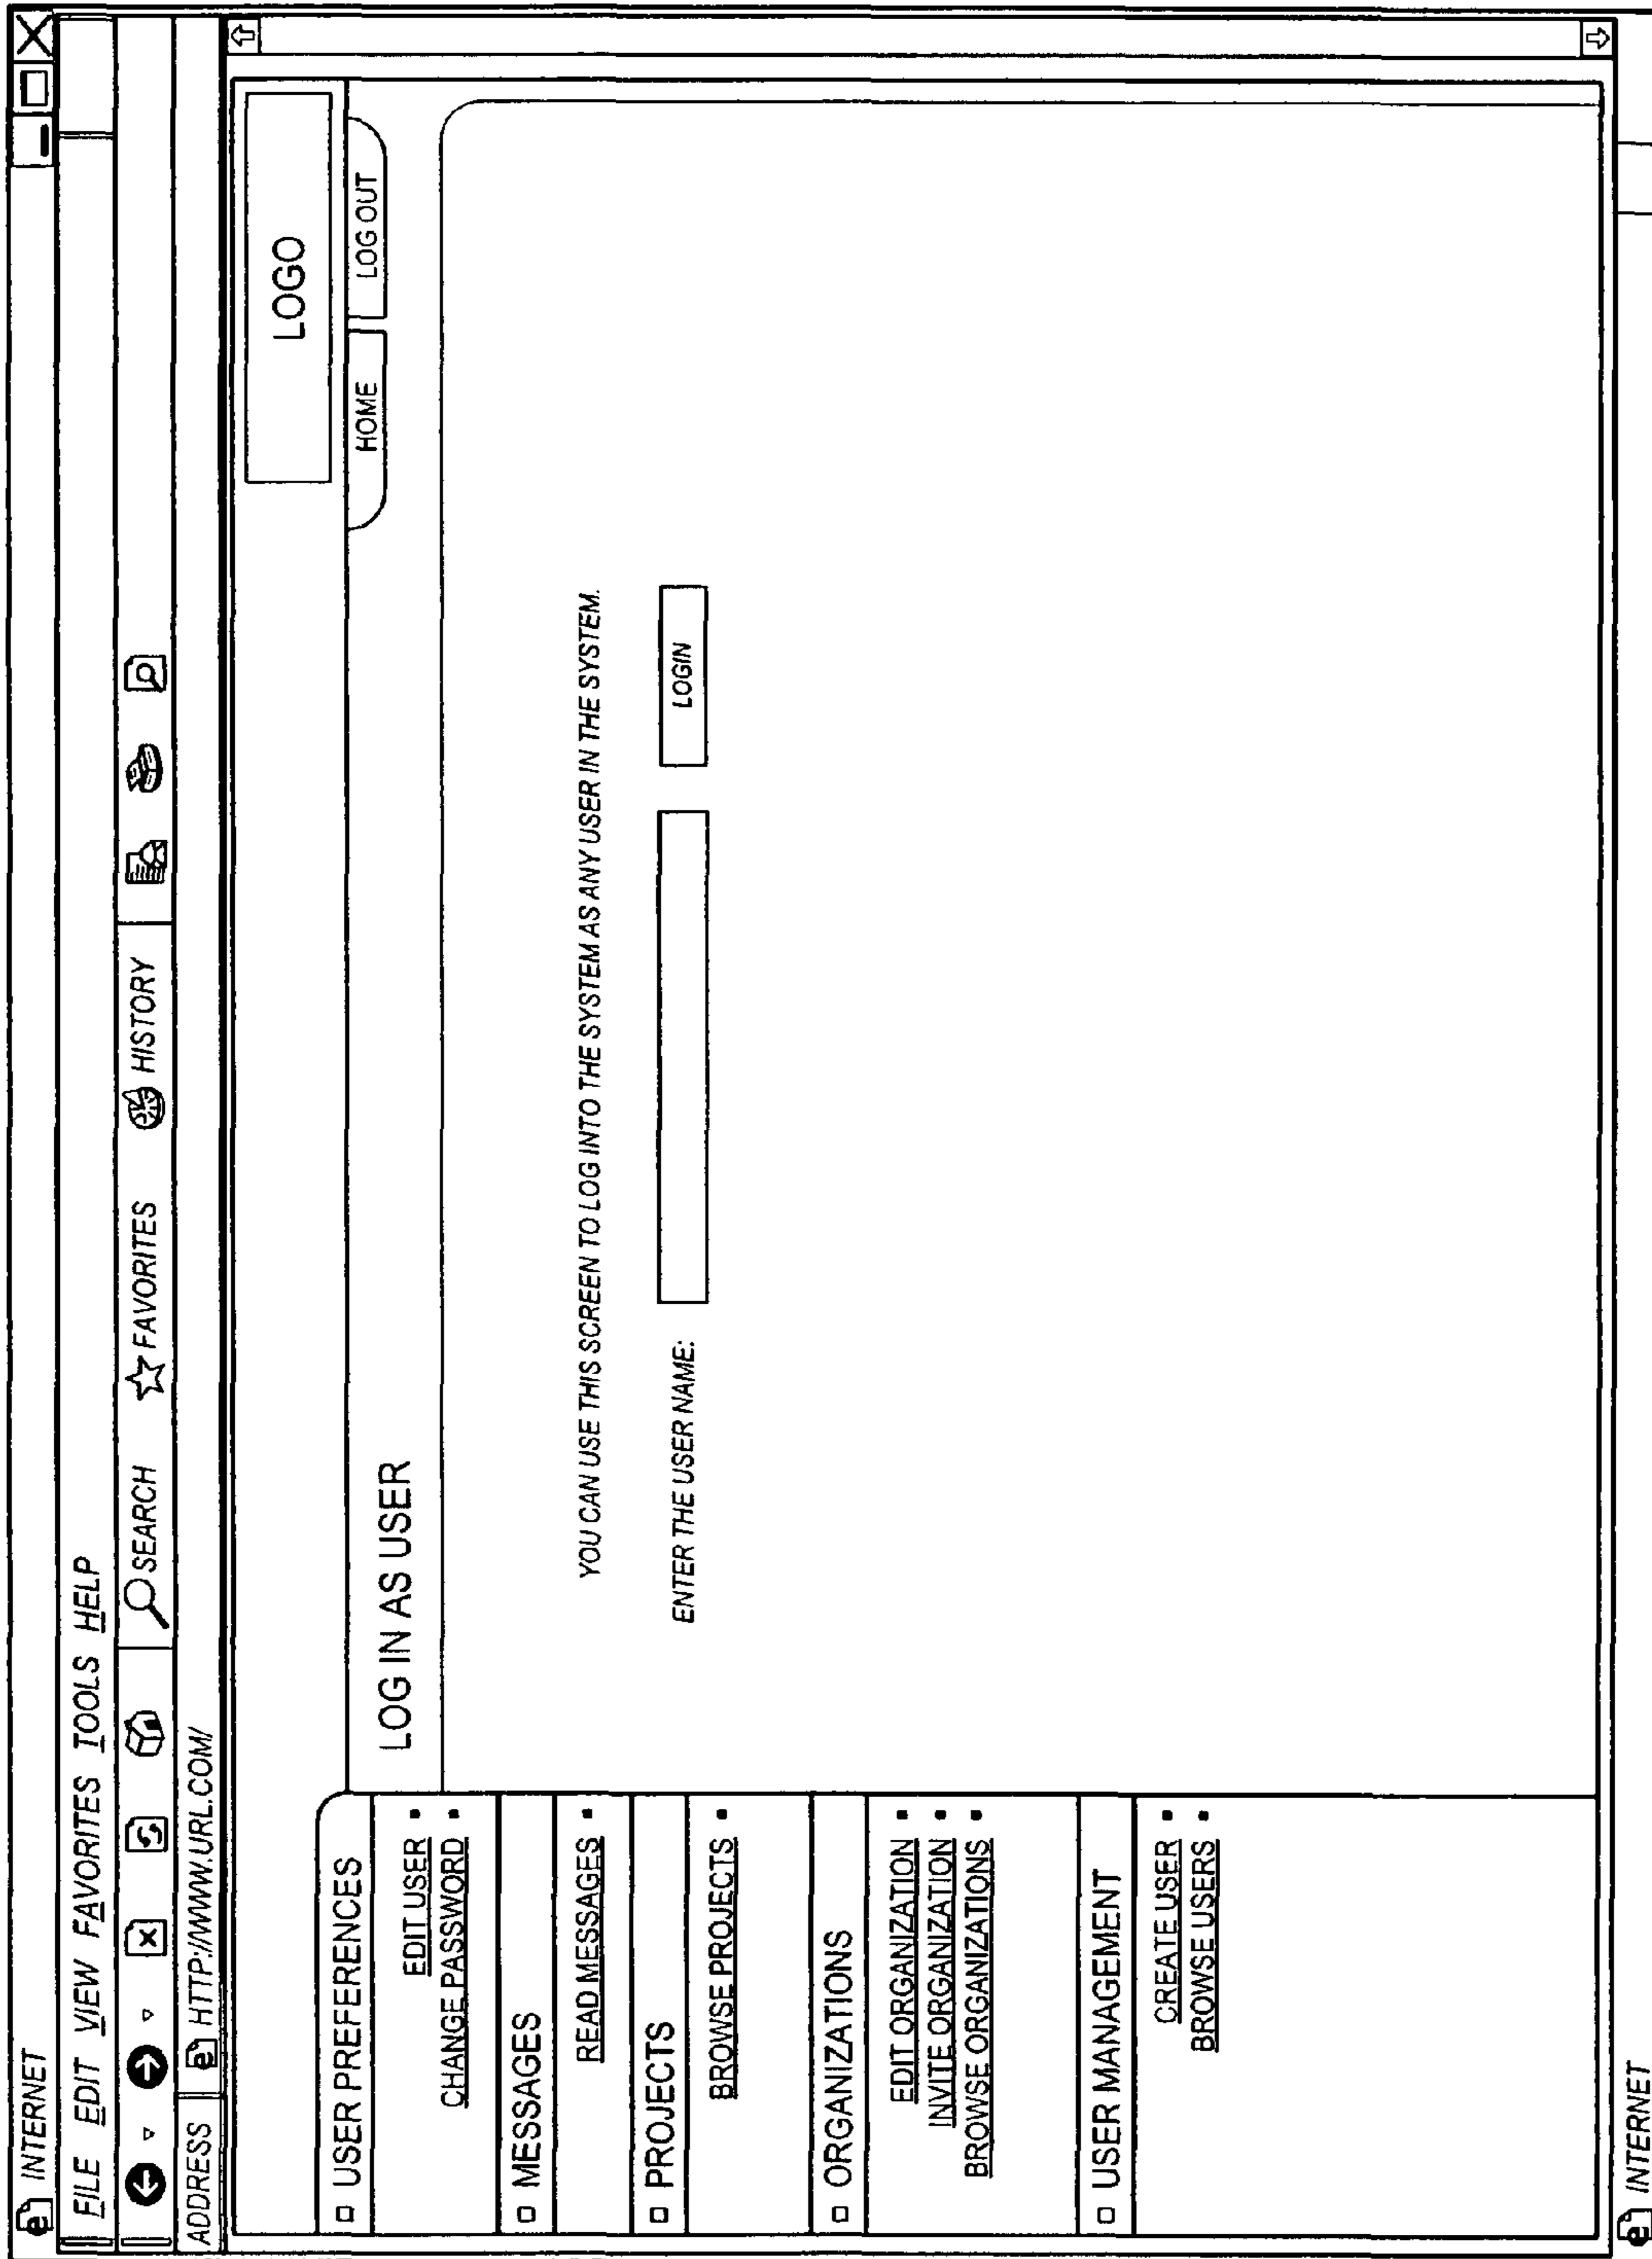 INTERNET
FILE EDIT VIEW FAVORITES TOOLS HELP
SEARCH FAVORITES HISTORY
ADDRESS HTTP://WWW.URL.COM/
LOGO
HOME LOG OUT
LOG IN AS USER
USER PREFERENCES
EDIT USER
CHANGE PASSWORD
MESSAGES
READ MESSAGES
PROJECTS
BROWSE PROJECTS
ORGANIZATIONS
EDIT ORGANIZATION
INVITE ORGANIZATION
BROWSE ORGANIZATIONS
USER MANAGEMENT
CREATE USER
BROWSE USERS
YOU CAN USE THIS SCREEN TO LOG INTO THE SYSTEM AS ANY USER IN THE SYSTEM.
ENTER THE USER NAME: LOGIN
INTERNET